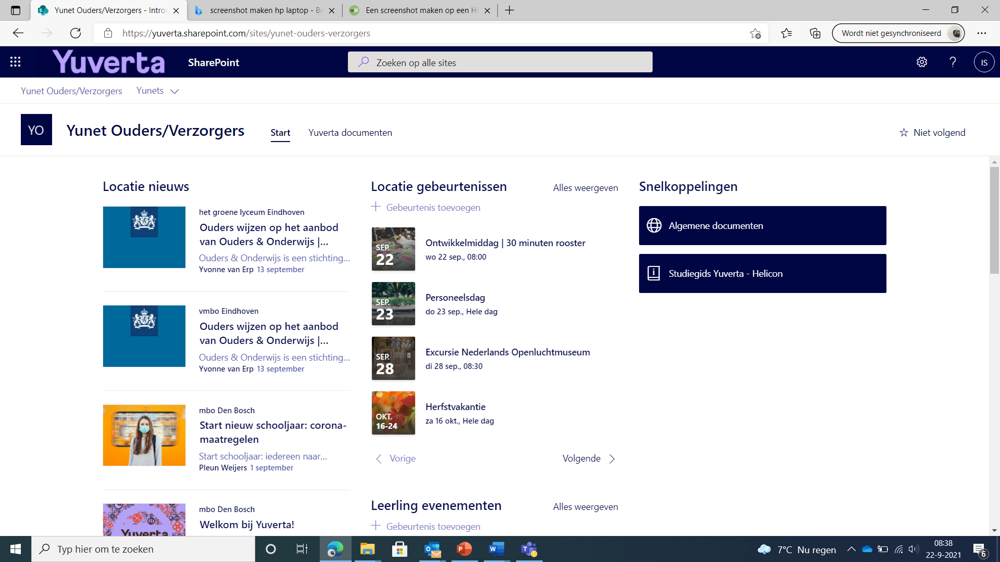 Yunet Ouders/Verzorgers - Intro
screenshot maken hp laptop - Bi
wH
Een screenshot maken op een H
https://yuverta.sharepoint.com/sites/yunet-ouders-verzorgers
Wordt niet gesynchroniseerd
Yuverta
SharePoint
Zoeken op alle sites
IS
Yunet Ouders/Verzorgers
Yunets
YO
Yunet Ouders/Verzorgers
Start
Yuverta documenten
Niet volgend
Locatie nieuws
het groene lyceum Eindhoven
Ouders wijzen op het aanbod
van Ouders & Onderwijs |...
Ouders & Onderwijs is een stichting...
Yvonne van Erp 13 september
vmbo Eindhoven
Ouders wijzen op het aanbod
van Ouders & Onderwijs |...
Ouders & Onderwijs is een stichting...
Yvonne van Erp 13 september
mbo Den Bosch
Start nieuw schooljaar: corona-
maatregelen
Start schooljaar: iedereen naar...
Pleun Weijers 1 september
mbo Den Bosch
Welkom bij Yuverta!
Yuverta
Locatie gebeurtenissen
Alles weergeven
Gebeurtenis toevoegen
SEP.
22
Ontwikkelmiddag | 30 minuten rooster
wo 22 sep., 08:00
SEP.
23
Personeelsdag
do 23 sep., Hele dag
SEP.
28
Excursie Nederlands Openluchtmuseum
di 28 sep., 08:30
OKT.
16-24
Herfstvakantie
za 16 okt., Hele dag
Vorige
Volgende
Leerling evenementen
Alles weergeven
Gebeurtenis toevoegen
Snelkoppelingen
Algemene documenten
Studiegids Yuverta - Helicon
Typ hier om te zoeken
7°C Nu regen
08:38
22-9-2021
6